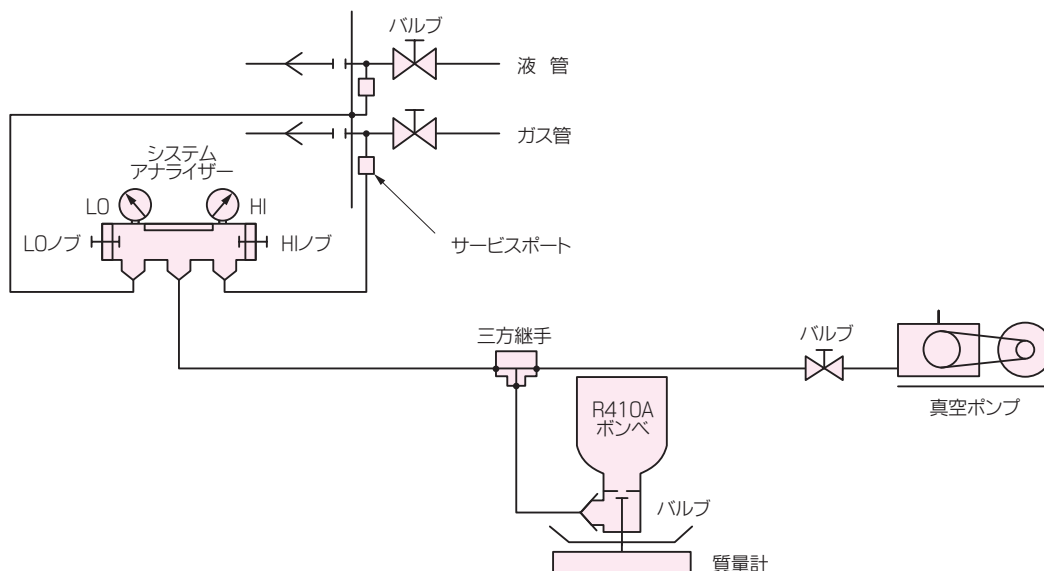 バルブ
液 管
ガス管
システム
アナライザー
LO
HI
LOノブ
HIノブ
サービスポート
三方継手
バルブ
R410A
ボンベ
真空ポンプ
バルブ
質量計